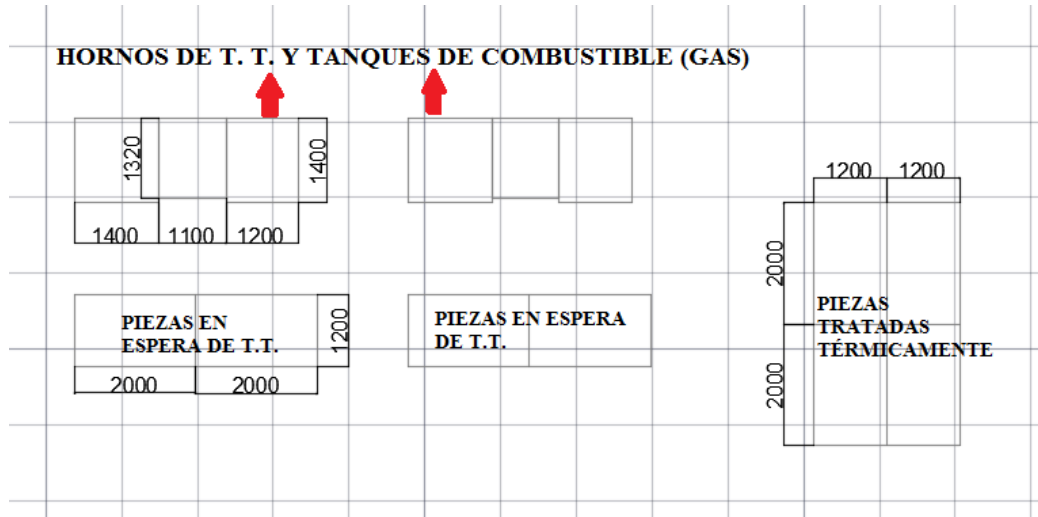 HORNOS DE T. T. Y TANQUES DE COMBUSTIBLE (GAS)
1320
1400
1400
1100
1200
1200
1200
2000
2000
PIEZAS EN
ESPERA DE T.T.
1200
2000
2000
PIEZAS EN ESPERA
DE T.T.
PIEZAS
TRATADAS
TÉRMICAMENTE